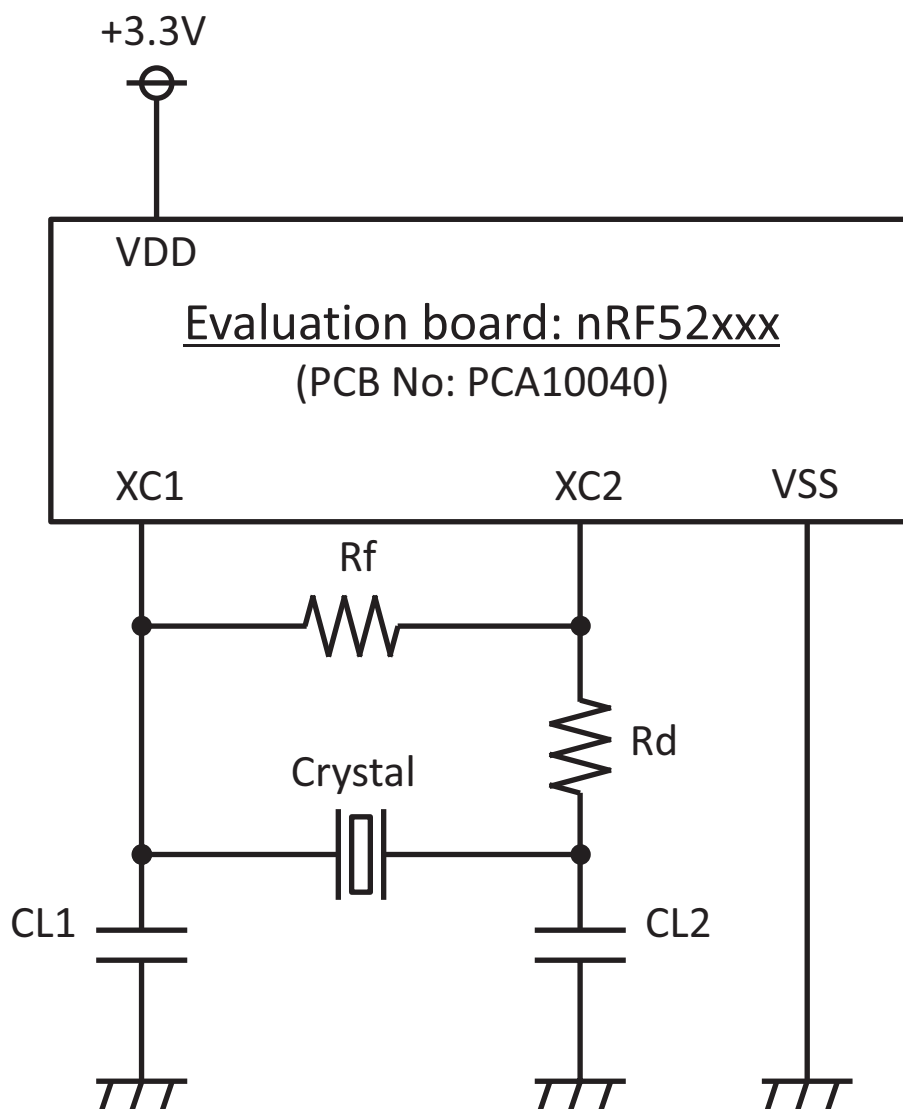 +3.3V
VDD
Evaluation board: nRF52xxx
(PCB No: PCA10040)
XC1
XC2
VSS
Rf
Rd
Crystal
CL1
CL2